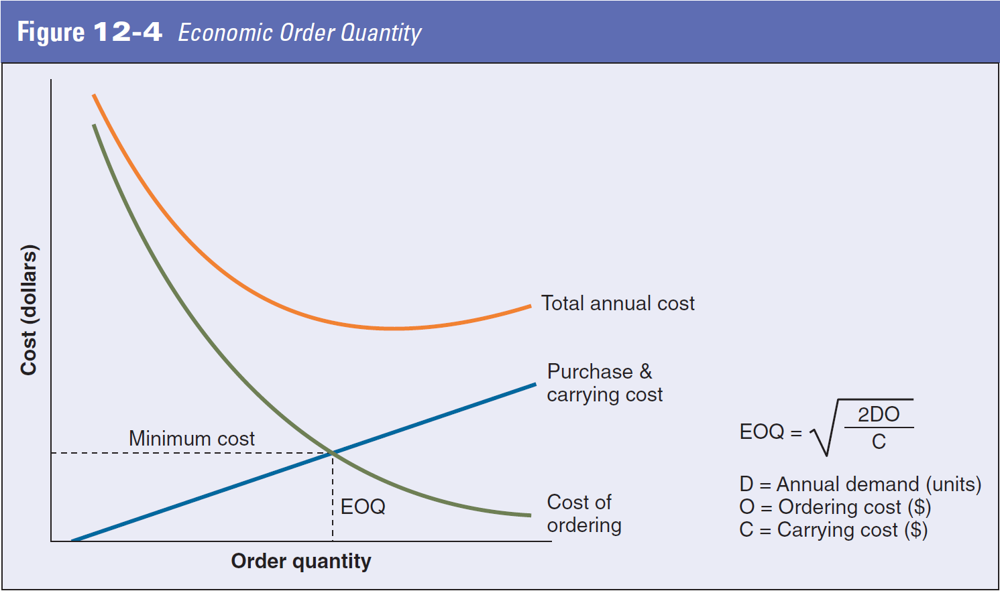 Figure 12-4 Economic Order Quantity
Cost (dollars)
Total annual cost
Purchase &
carrying cost
Minimum cost
EOQ
Cost of
ordering
Order quantity
EOQ = √(2DO/C)
D = Annual demand (units)
O = Ordering cost ($)
C = Carrying cost ($)